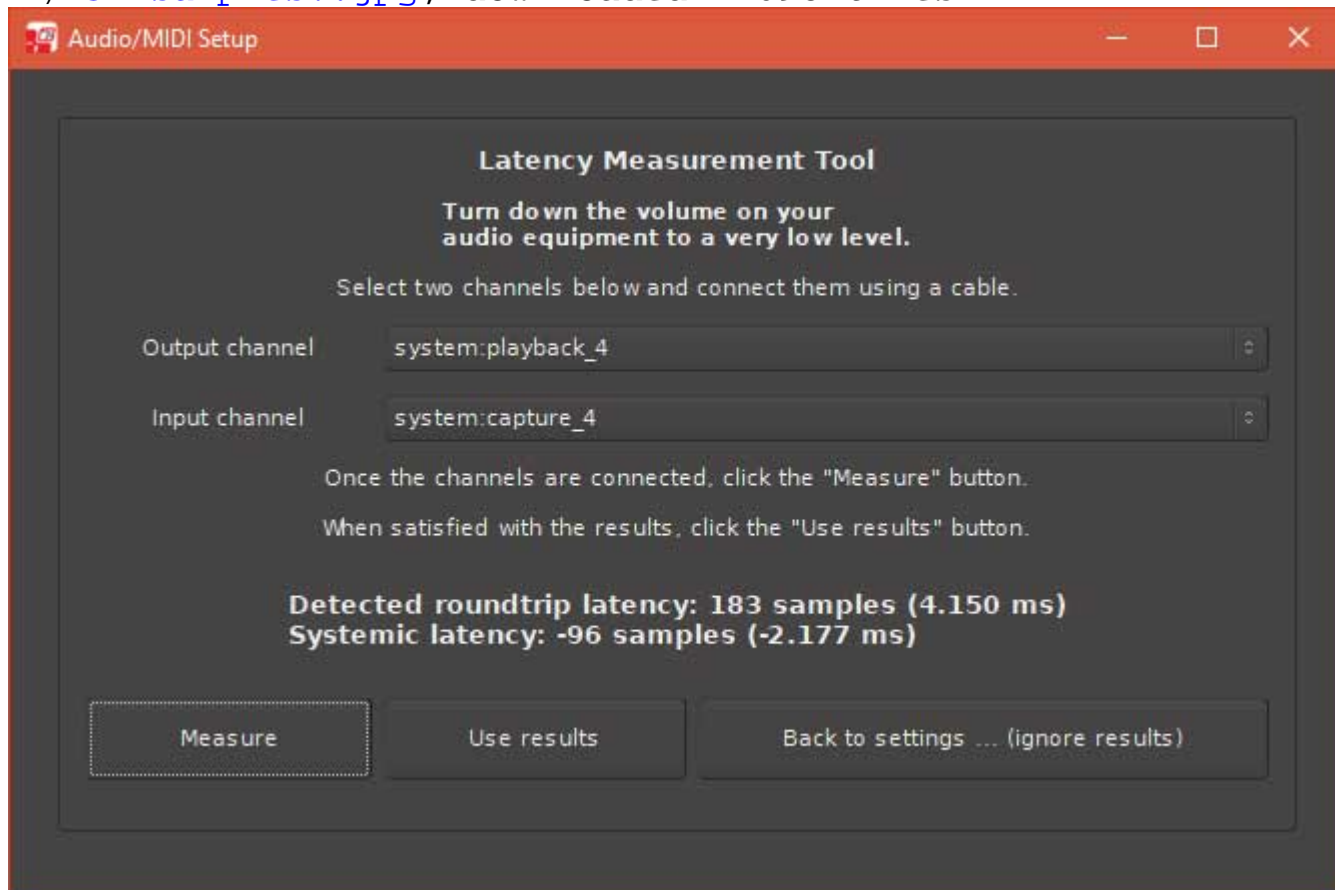 Audio/MIDI Setup
Latency Measurement Tool
Turn down the volume on your
audio equipment to a very low level.
Select two channels below and connect them using a cable.
Output channel
system:playback_4
Input channel
system:capture_4
Once the channels are connected, click the "Measure" button.
When satisfied with the results, click the "Use results" button.
Detected roundtrip latency: 183 samples (4.150 ms)
Systemic latency: -96 samples (-2.177 ms)
Measure
Use results
Back to settings ... (ignore results)